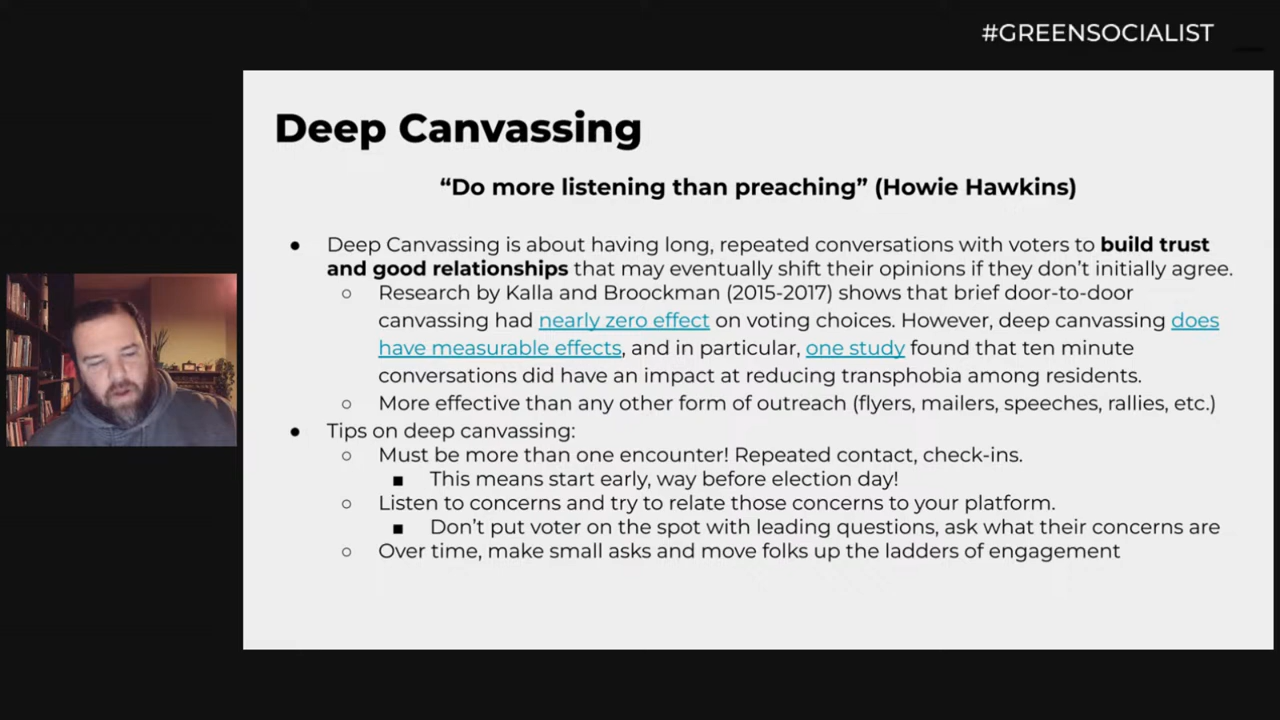 #GREENSOCIALIST
Deep Canvassing
“Do more listening than preaching” (Howie Hawkins)
● Deep Canvassing is about having long, repeated conversations with voters to build trust
and good relationships that may eventually shift their opinions if they don’t initially agree.
○ Research by Kalla and Broockman (2015-2017) shows that brief door-to-door
canvassing had nearly zero effect on voting choices. However, deep canvassing does
have measurable effects, and in particular, one study found that ten minute
conversations did have an impact at reducing transphobia among residents.
○ More effective than any other form of outreach (flyers, mailers, speeches, rallies, etc.)
● Tips on deep canvassing:
○ Must be more than one encounter! Repeated contact, check-ins.
■ This means start early, way before election day!
○ Listen to concerns and try to relate those concerns to your platform.
■ Don’t put voter on the spot with leading questions, ask what their concerns are
○ Over time, make small asks and move folks up the ladders of engagement